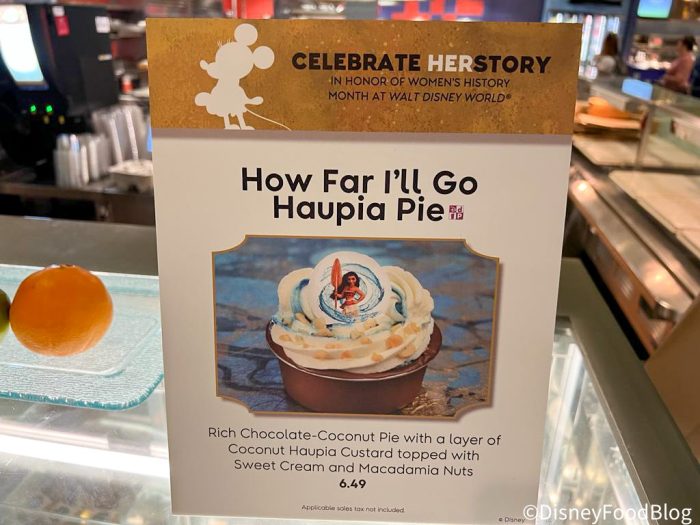 CELEBRATE HERSTORY
IN HONOR OF WOMEN'S HISTORY
MONTH AT WALT DISNEY WORLD®
How Far I'll Go
Haupia Pie
Rich Chocolate-Coconut Pie with a layer of
Coconut Haupia Custard topped with
Sweet Cream and Macadamia Nuts
6.49
Applicable sales tax not included.
© Disney
©DisneyFoodBlog